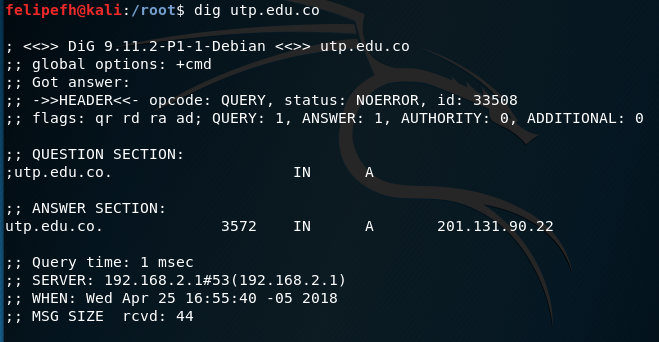 felipefh@kali:/root$ dig utp.edu.co
; <<>> DiG 9.11.2-P1-1-Debian <<>> utp.edu.co
;; global options: +cmd
;; Got answer:
;; ->>HEADER<<- opcode: QUERY, status: NOERROR, id: 33508
;; flags: qr rd ra ad; QUERY: 1, ANSWER: 1, AUTHORITY: 0, ADDITIONAL: 0
;; QUESTION SECTION:
;utp.edu.co. IN A
;; ANSWER SECTION:
utp.edu.co. 3572 IN A 201.131.90.22
;; Query time: 1 msec
;; SERVER: 192.168.2.1#53(192.168.2.1)
;; WHEN: Wed Apr 25 16:55:40 -05 2018
;; MSG SIZE rcvd: 44